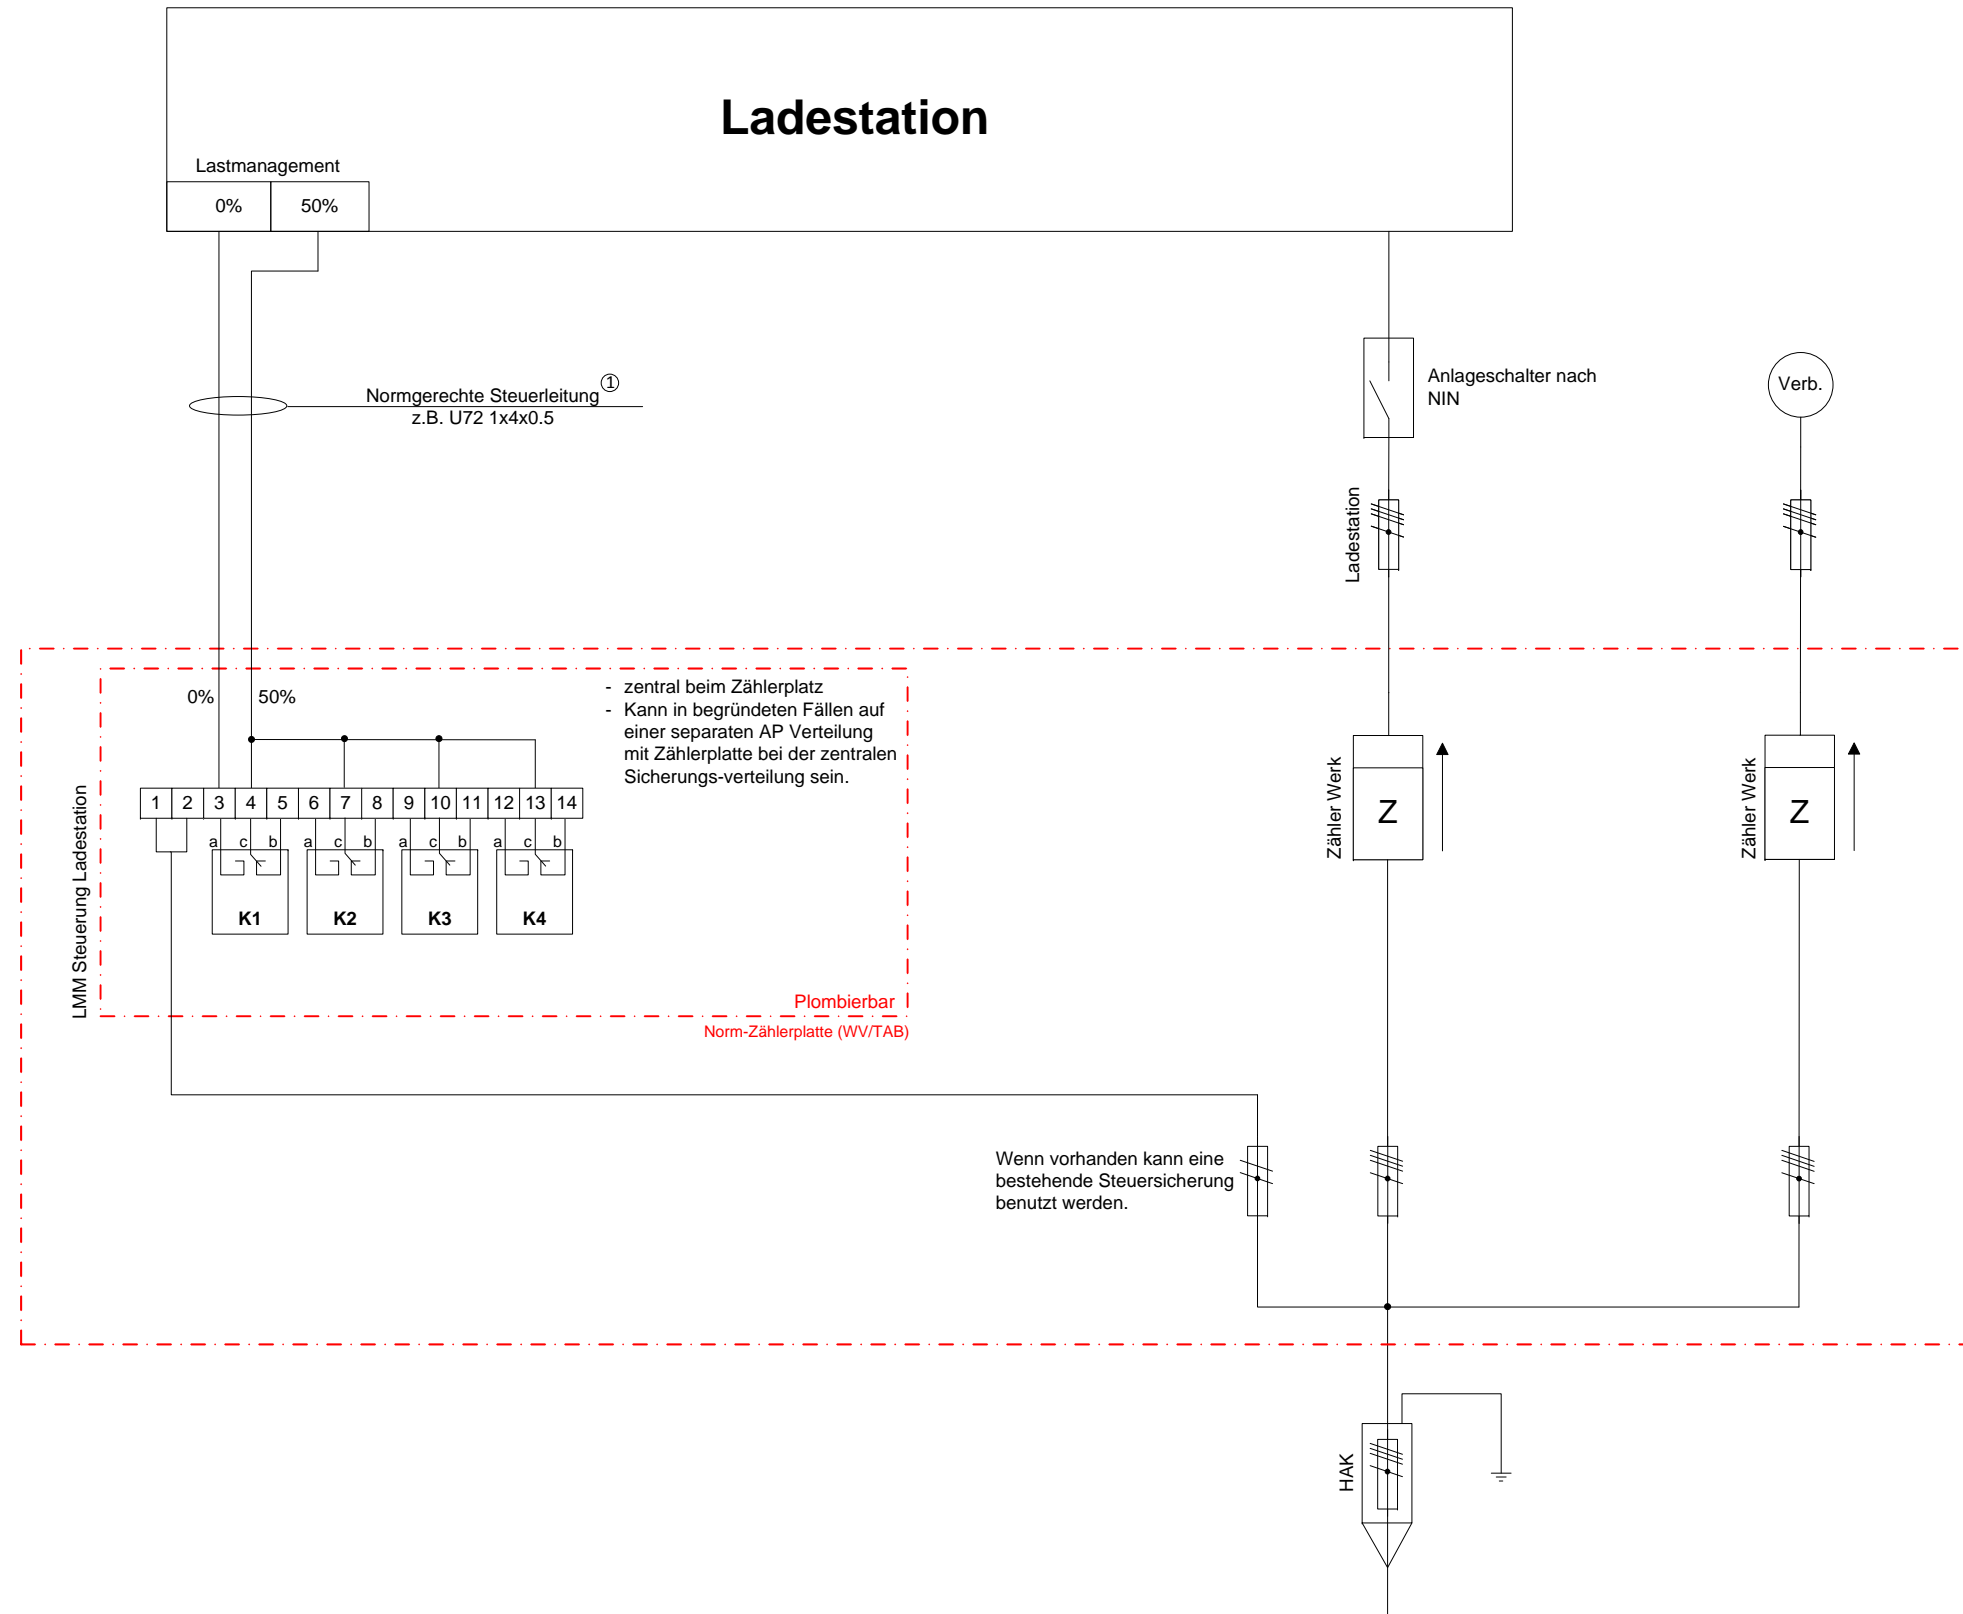 Ladestation
Lastmanagement
0% 50%
Normgerechte Steuerleitung ①
z.B. U72 1x4x0.5
Anlageschalter nach
NIN
Verb.
Ladestation
0% 50%
- zentral beim Zählerplatz
- Kann in begründeten Fällen auf
einer separaten AP Verteilung
mit Zählerplatte bei der zentralen
Sicherungs-verteilung sein.
LMM Steuerung Ladestation
1 2 3 4 5 6 7 8 9 10 11 12 13 14
a c b a c b a c b a c b
K1 K2 K3 K4
Zähler Werk
Z
Zähler Werk
Z
Plombierbar
Norm-Zählerplatte (WV/TAB)
Wenn vorhanden kann eine
bestehende Steuersicherung
benutzt werden.
HAK